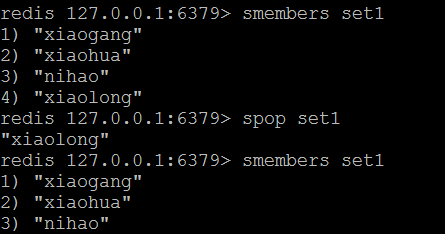 redis 127.0.0.1:6379> smembers set1
1) "xiaogang"
2) "xiaohua"
3) "nihao"
4) "xiaolong"
redis 127.0.0.1:6379> spop set1
"xiaolong"
redis 127.0.0.1:6379> smembers set1
1) "xiaogang"
2) "xiaohua"
3) "nihao"